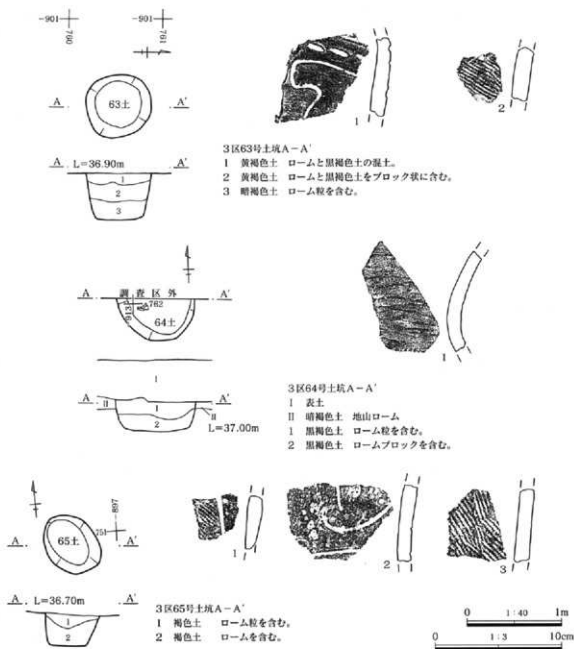 -901
760
-901
761
A
63土
A'
A
L=36.90m
A'
1
2
3
1
2
3区63号土坑A-A'
1 黄褐色土 ロームと黒褐色土の混土。
2 黄褐色土 ロームと黒褐色土をブロック状に含む。
3 暗褐色土 ローム粒を含む。
A
調査区外
A'
913
762
64土
I
A
II
1
2
II
A'
L=37.00m
1
3区64号土坑A-A'
I 表土
II 暗褐色土 地山ローム
1 黒褐色土 ローム粒を含む。
2 黒褐色土 ロームブロックを含む。
-897
751
A
65土
A'
A
L=36.70m
A'
1
2
1
2
3
3区65号土坑A-A'
1 褐色土 ローム粒を含む。
2 褐色土 ロームを含む。
0 1:40 1m
0 1:3 10cm